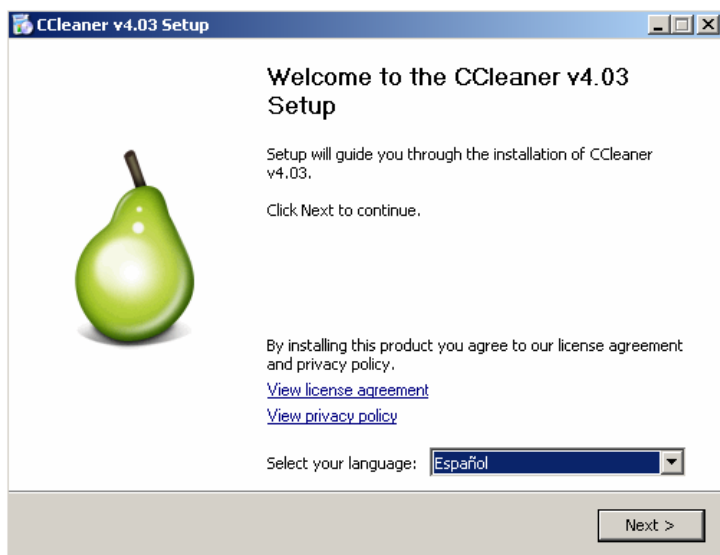 CCleaner v4.03 Setup
Welcome to the CCleaner v4.03
Setup
Setup will guide you through the installation of CCleaner
v4.03.
Click Next to continue.
By installing this product you agree to our license agreement
and privacy policy.
View license agreement
View privacy policy
Select your language: Español
Next >